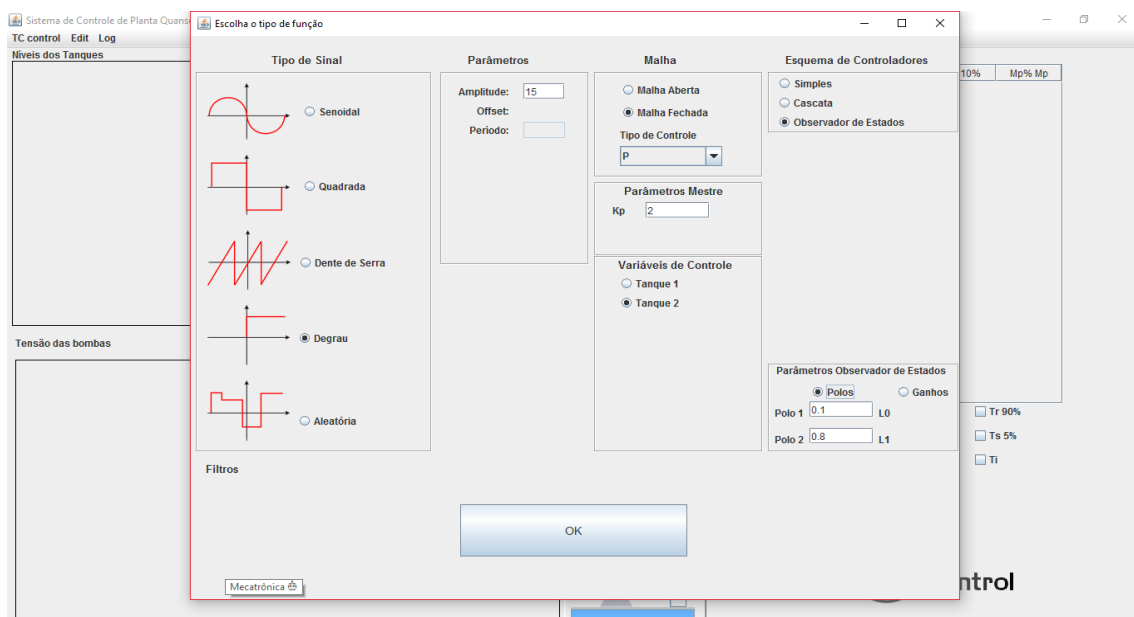 Sistema de Controle de Planta Quans
TC control Edit Log
Níveis dos Tanques
Tensão das bombas
Escolha o tipo de função
Tipo de Sinal
Senoidal
Quadrada
Dente de Serra
Degrau
Aleatória
Filtros
Parâmetros
Amplitude: 15
Offset:
Período:
Malha
Malha Aberta
Malha Fechada
Tipo de Controle
P
Parâmetros Mestre
Kp 2
Variáveis de Controle
Tanque 1
Tanque 2
Esquema de Controladores
Simples
Cascata
Observador de Estados
Parâmetros Observador de Estados
Polos Ganhos
Polo 1 0.1 L0
Polo 2 0.8 L1
OK
Mecatrônica
10% Mp% Mp
Tr 90%
Ts 5%
Ti
ntrol